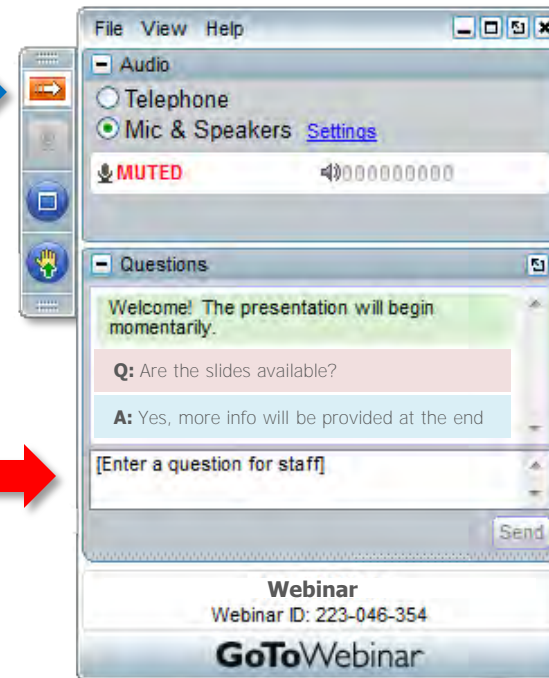 File View Help
Audio
Telephone
Mic & Speakers Settings
MUTED 000000000
Questions
Welcome! The presentation will begin
momentarily.
Q: Are the slides available?
A: Yes, more info will be provided at the end
[Enter a question for staff]
Send
Webinar
Webinar ID: 223-046-354
GoToWebinar